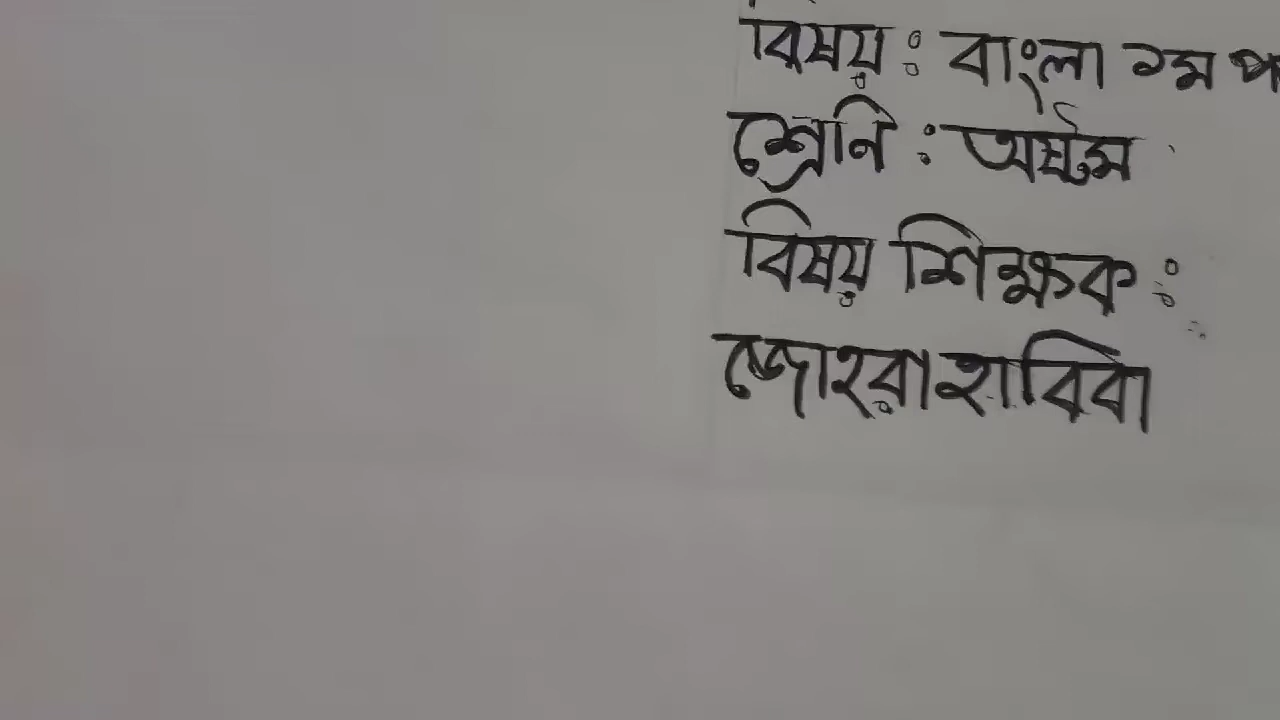 বিষয় : বাংলা ১ম প
শ্রেনি : অষ্টম
বিষয় শিক্ষক :
জোহরা হাবিবা